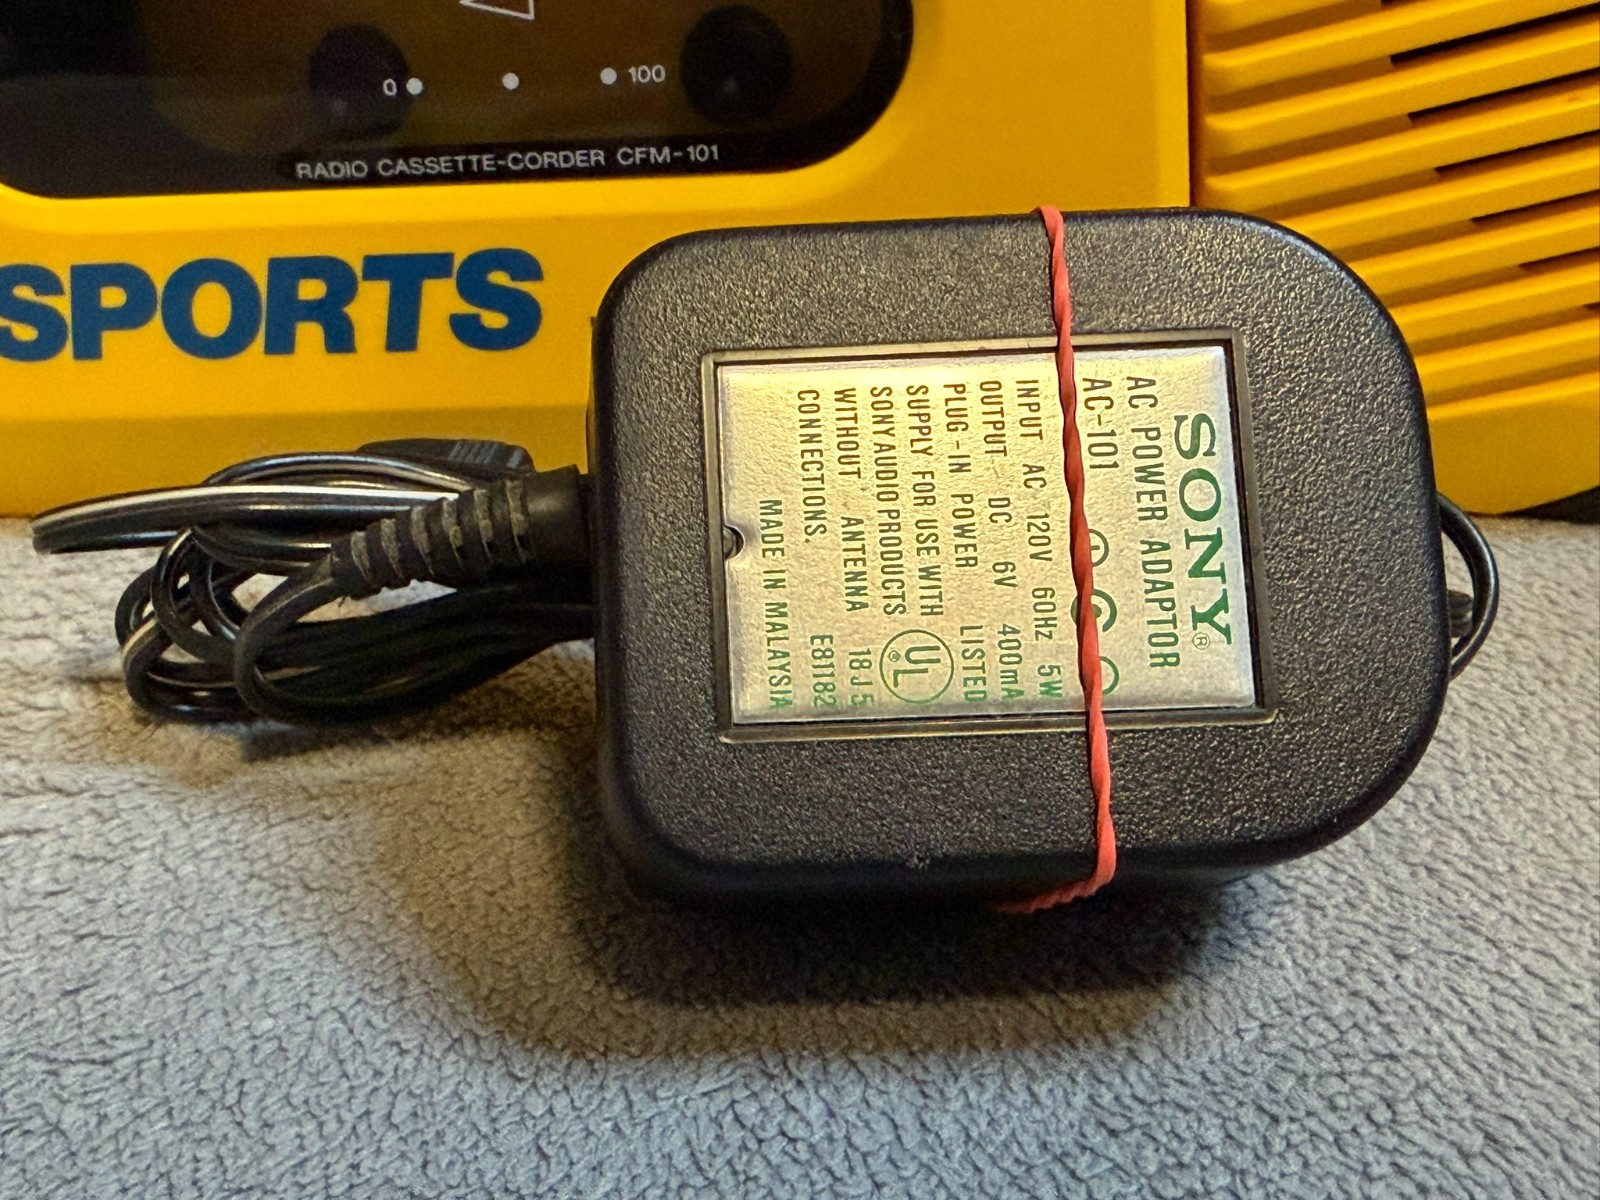 0 100
RADIO CASSETTE-CORDER CFM-101
SPORTS
SONY®
AC POWER ADAPTOR
AC-101
INPUT AC 120V 60Hz 5W
OUTPUT DC 6V 400mA
PLUG-IN POWER LISTED
SUPPLY FOR USE WITH UL®
SONY AUDIO PRODUCTS
WITHOUT ANTENNA 18J5
CONNECTIONS. E81182
MADE IN MALAYSIA